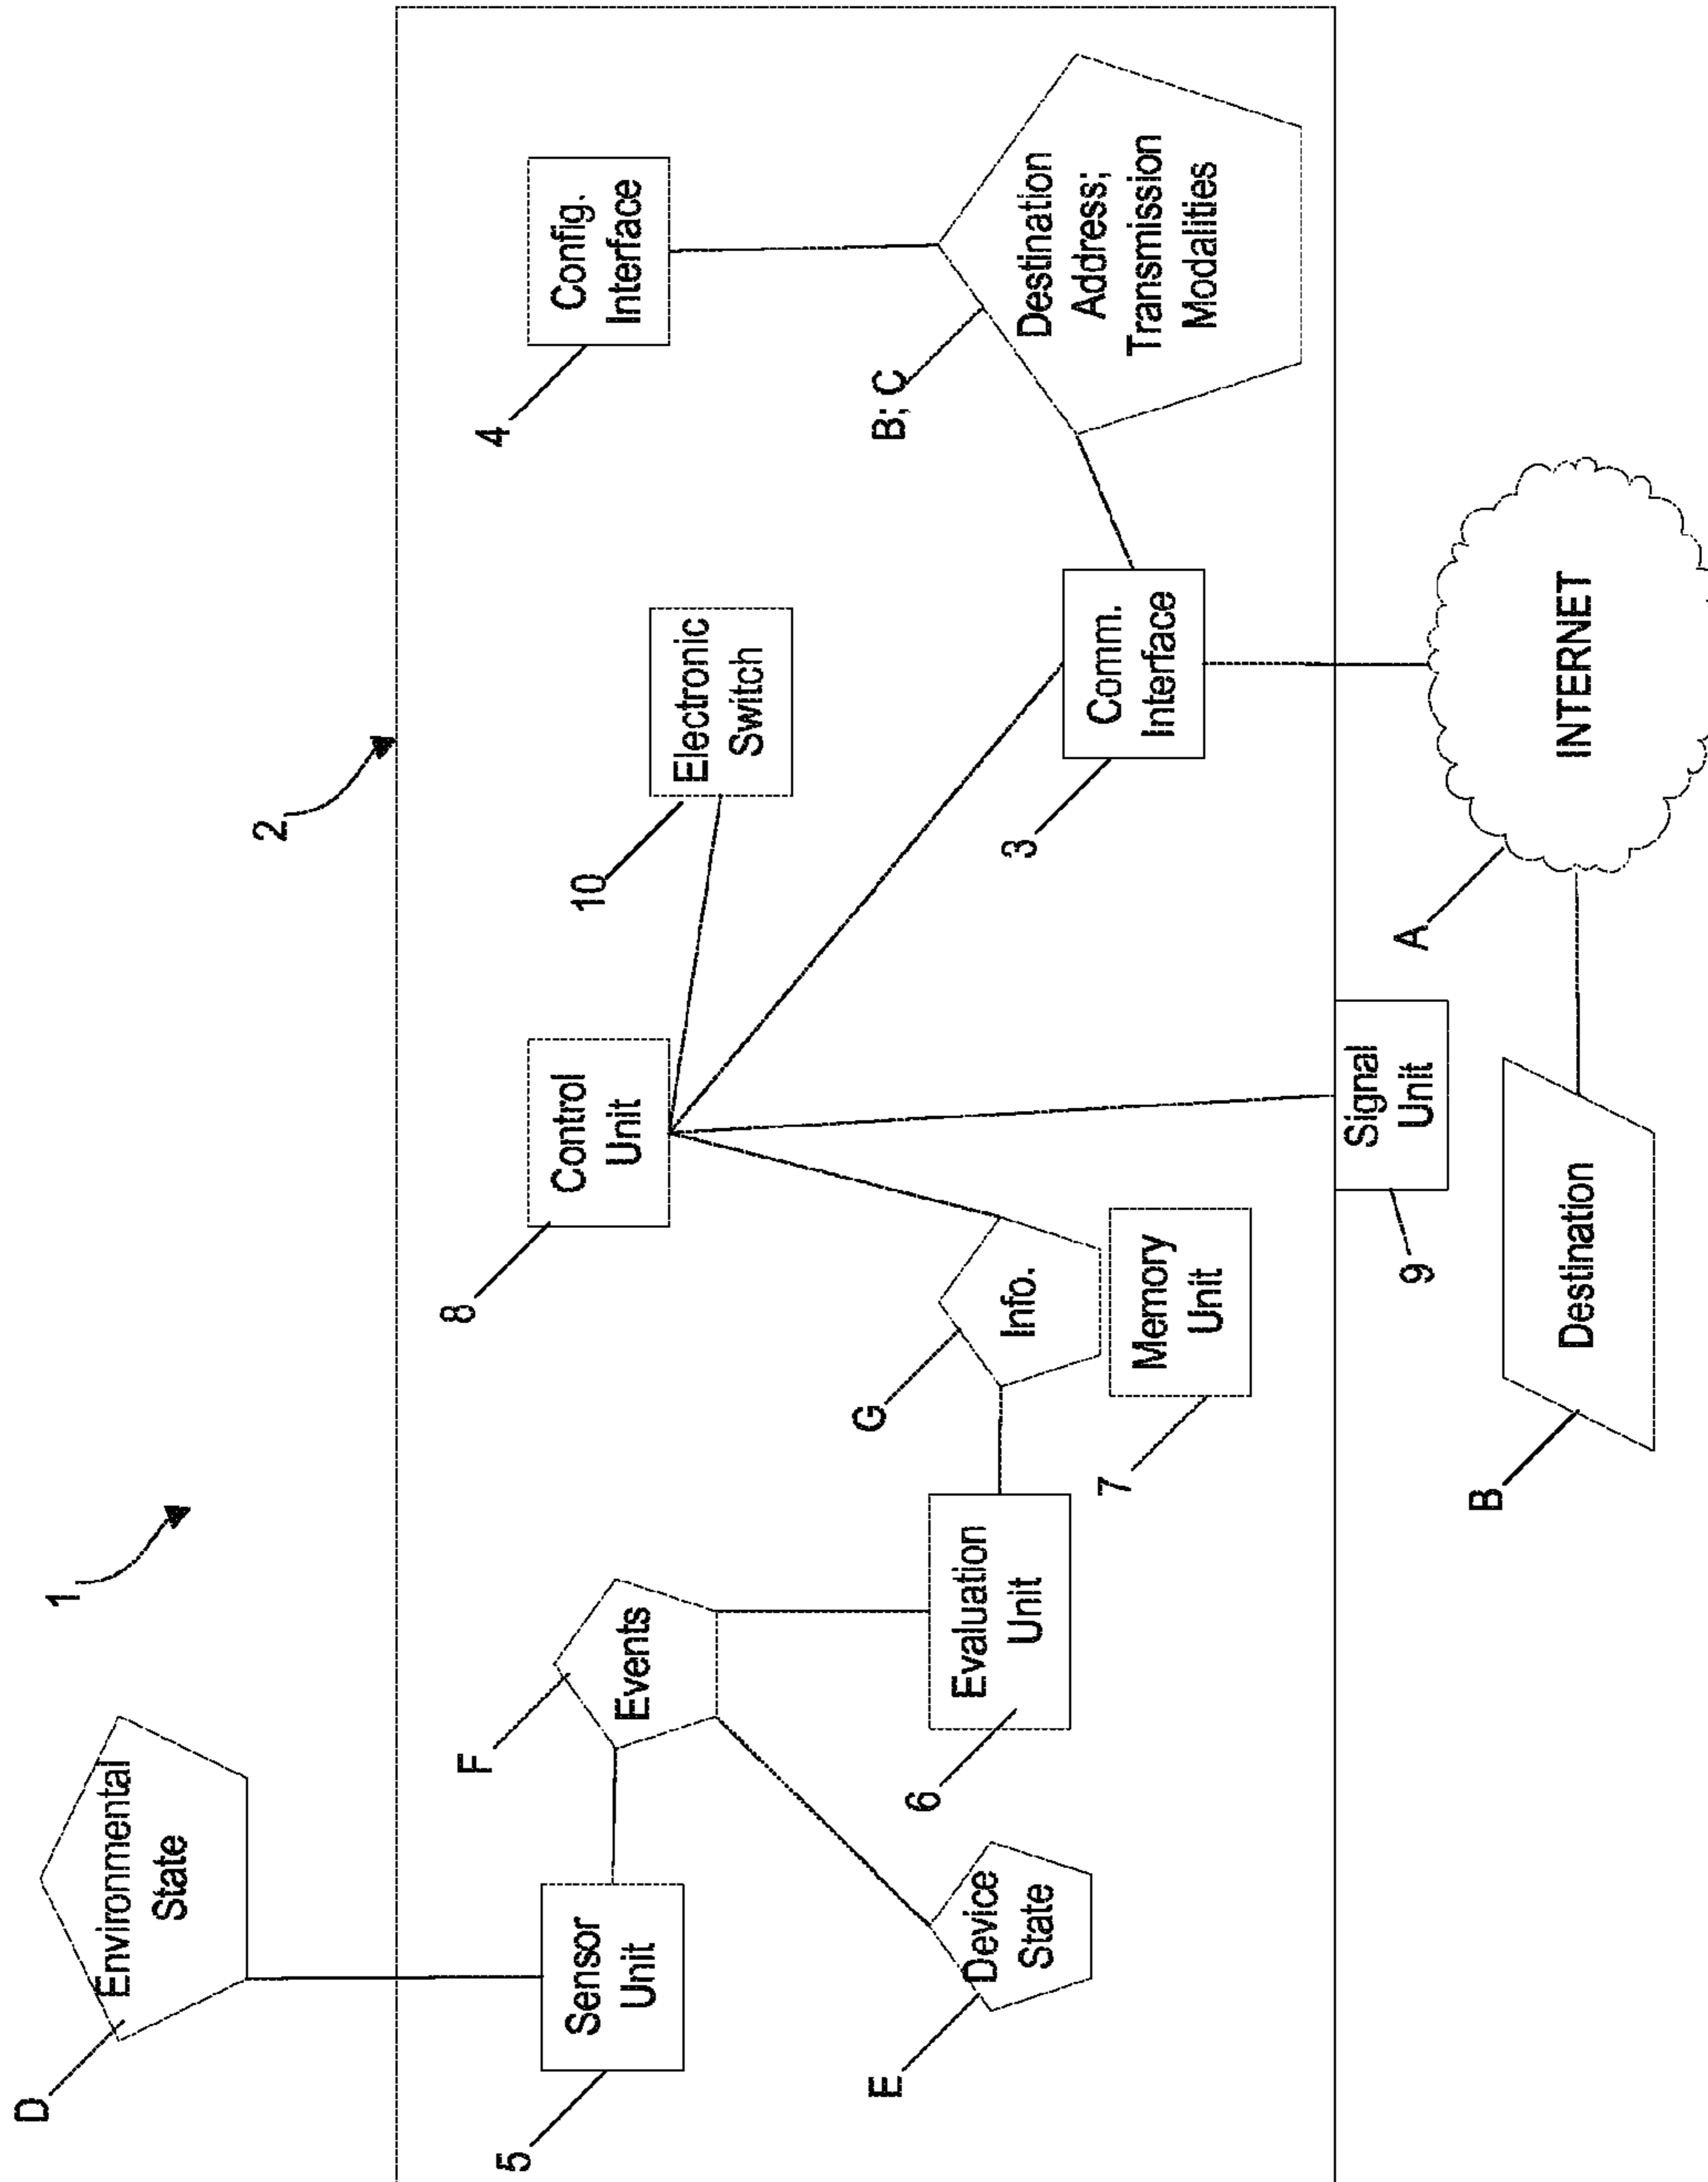 D
Environmental
State
1
2
5
Sensor
Unit
F
Events
8
Control
Unit
4
Config.
Interface
10
Electronic
Switch
E
Device
State
6
Evaluation
Unit
G
Info.
B; C
Destination
Address;
Transmission
Modalities
7
Memory
Unit
3
Comm.
Interface
9
Signal
Unit
B
Destination
A
INTERNET